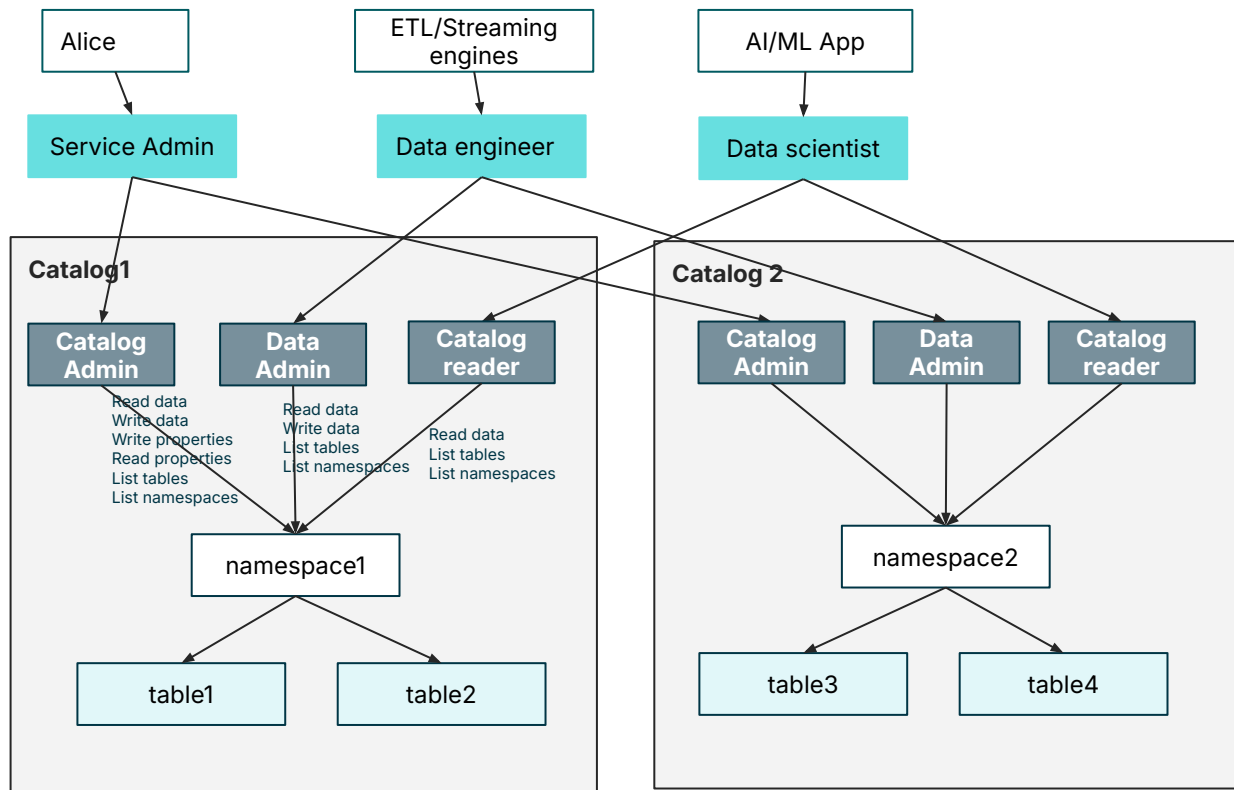 Alice
ETL/Streaming
engines
AI/ML App
Service Admin
Data engineer
Data scientist
Catalog1
Catalog
Admin
Data
Admin
Catalog
reader
Read data
Write data
Write properties
Read properties
List tables
List namespaces
Read data
Write data
List tables
List namespaces
Read data
List tables
List namespaces
namespace1
table1
table2
Catalog 2
Catalog
Admin
Data
Admin
Catalog
reader
namespace2
table3
table4